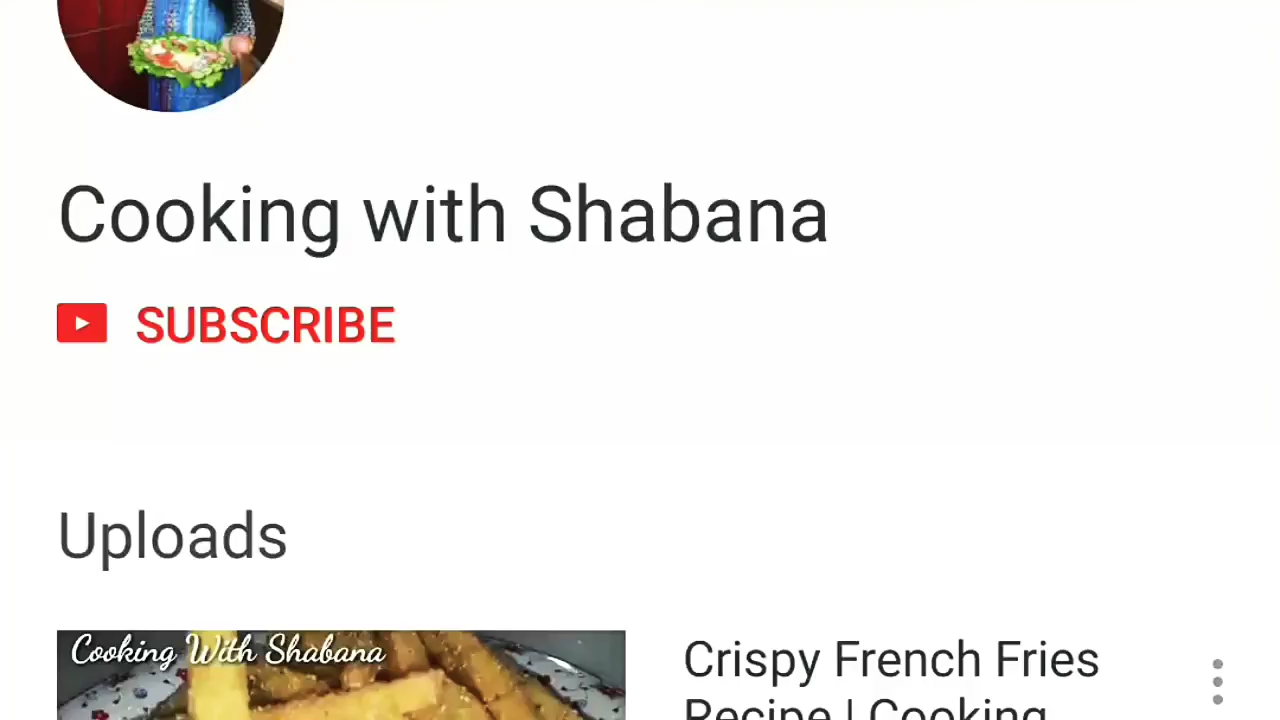 Cooking with Shabana
SUBSCRIBE
Uploads
Cooking With Shabana
Crispy French Fries
Recipe | Cooking